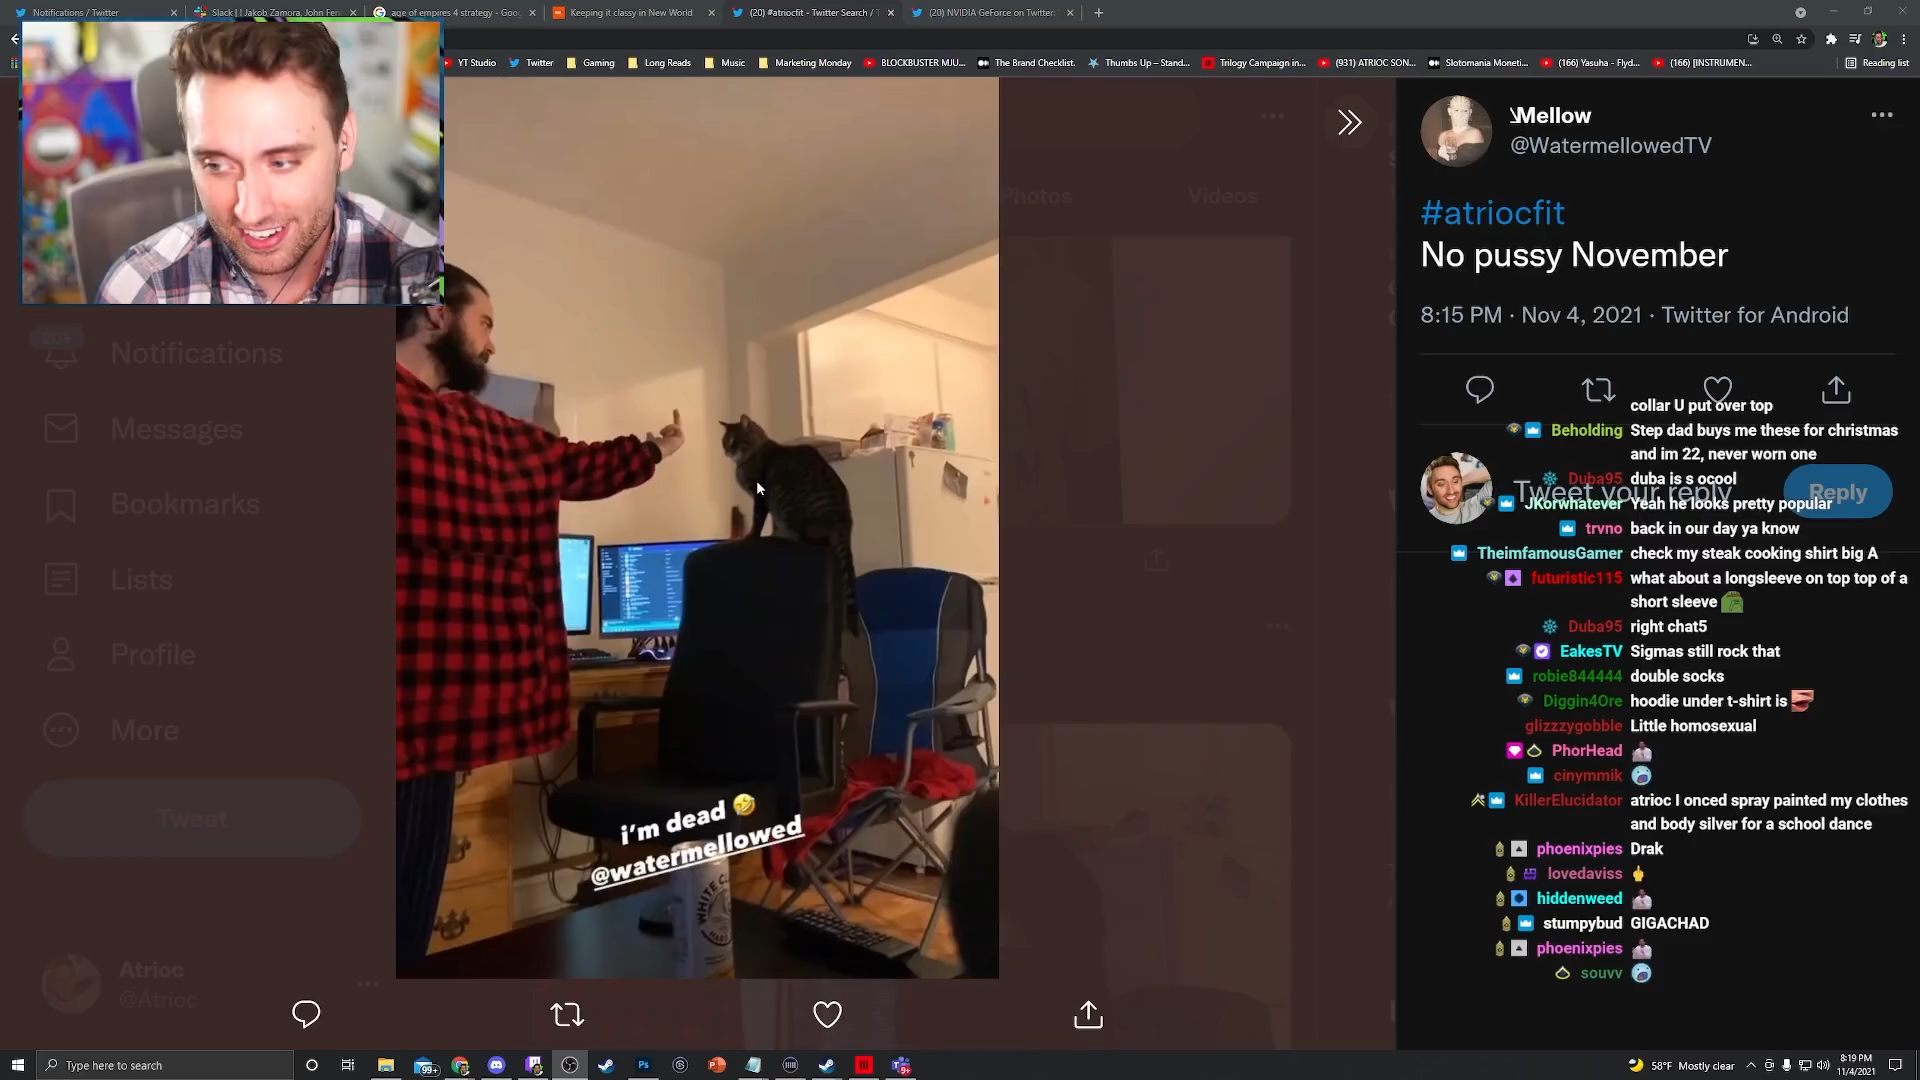 Notifications / Twitter
Slack | | Jakob Zamora, John Fer
age of empires 4 strategy - Goo
Keeping it classy in New World
(20) #atriocfit - Twitter Search / T
(20) NVIDIA GeForce on Twitter:
YT Studio
Twitter
Gaming
Long Reads
Music
Marketing Monday
BLOCKBUSTER MJU...
The Brand Checklist.
Thumbs Up – Stand...
Trilogy Campaign in...
(931) ATRIOC SON...
Slotomania Moneti...
(166) Yasuha - Flyd...
(166) [INSTRUMEN...
Reading list
Photos
Videos
20+
Notifications
Messages
Bookmarks
Lists
Profile
More
Tweet
Atrioc
@Atrioc
i'm dead 🤣
@watermellowed
WHITE
Mellow
@WatermellowedTV
#atriocfit
No pussy November
8:15 PM · Nov 4, 2021 · Twitter for Android
collar U put over top
Beholding Step dad buys me these for christmas
and im 22, never worn one
Duba95 duba is s ocool
Tweet your reply
Reply
JKorwhatever Yeah he looks pretty popular
trvno back in our day ya know
TheimfamousGamer check my steak cooking shirt big A
futuristic115 what about a longsleeve on top top of a
short sleeve
Duba95 right chat5
EakesTV Sigmas still rock that
robie844444 double socks
Diggin4Ore hoodie under t-shirt is
glizzzygobble Little homosexual
PhorHead
cinymmik
KillerElucidator atrioc I onced spray painted my clothes
and body silver for a school dance
phoenixpies Drak
lovedaviss 🖕
hiddenweed
stumpybud GIGACHAD
phoenixpies
souvv
Type here to search
99+
9+
58°F Mostly clear
8:19 PM
11/4/2021